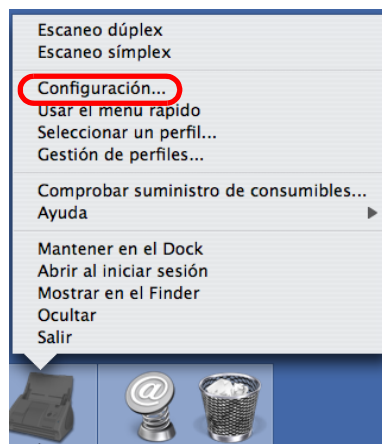 Escaneo dúplex
Escaneo símplex
Configuración...
Usar el menú rápido
Seleccionar un perfil...
Gestión de perfiles...
Comprobar suministro de consumibles...
Ayuda
Mantener en el Dock
Abrir al iniciar sesión
Mostrar en el Finder
Ocultar
Salir
@